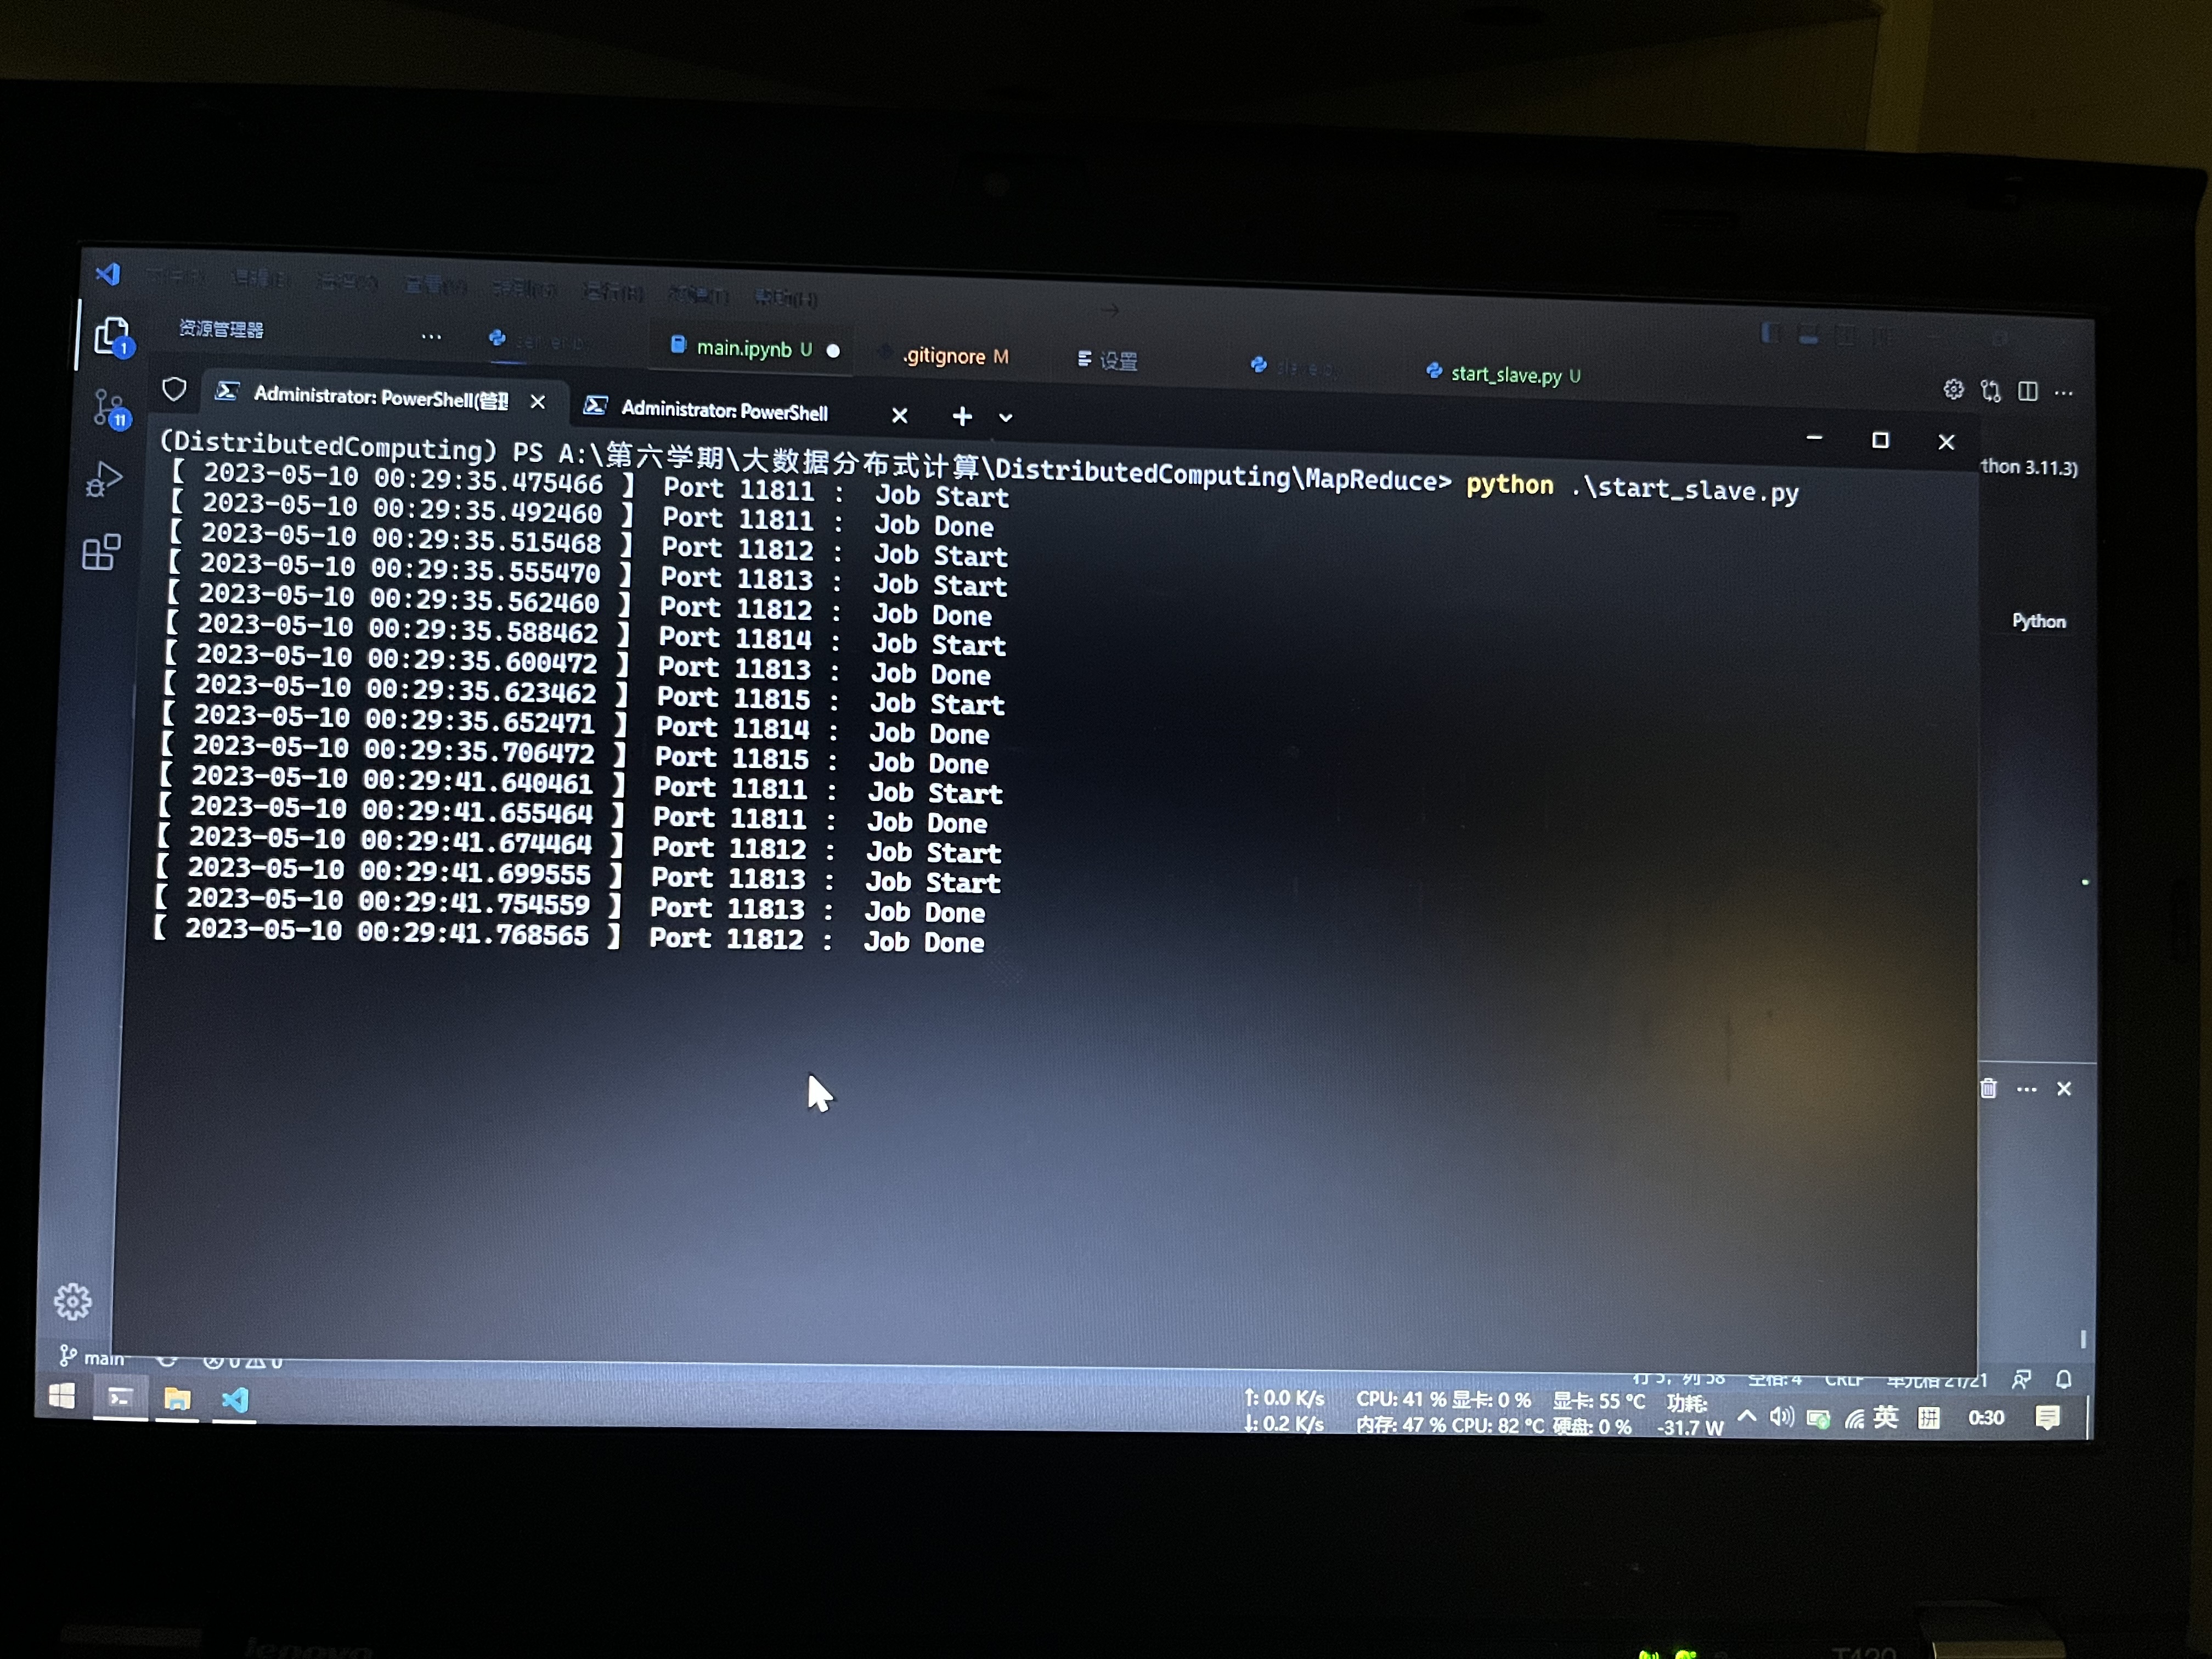 资源管理器
main.ipynb U
.gitignore M
设置
start_slave.py U
Administrator: PowerShell(管理
Administrator: PowerShell
(DistributedComputing) PS A:\第六学期\大数据分布式计算\DistributedComputing\MapReduce> python .\start_slave.py
【 2023-05-10 00:29:35.475466 】 Port 11811 : Job Start
【 2023-05-10 00:29:35.492460 】 Port 11811 : Job Done
【 2023-05-10 00:29:35.515468 】 Port 11812 : Job Start
【 2023-05-10 00:29:35.555470 】 Port 11813 : Job Start
【 2023-05-10 00:29:35.562460 】 Port 11812 : Job Done
【 2023-05-10 00:29:35.588462 】 Port 11814 : Job Start
【 2023-05-10 00:29:35.600472 】 Port 11813 : Job Done
【 2023-05-10 00:29:35.623462 】 Port 11815 : Job Start
【 2023-05-10 00:29:35.652471 】 Port 11814 : Job Done
【 2023-05-10 00:29:35.706472 】 Port 11815 : Job Done
【 2023-05-10 00:29:41.640461 】 Port 11811 : Job Start
【 2023-05-10 00:29:41.655464 】 Port 11811 : Job Done
【 2023-05-10 00:29:41.674464 】 Port 11812 : Job Start
【 2023-05-10 00:29:41.699555 】 Port 11813 : Job Start
【 2023-05-10 00:29:41.754559 】 Port 11813 : Job Done
【 2023-05-10 00:29:41.768565 】 Port 11812 : Job Done
thon 3.11.3)
Python
1
11
main
↑: 0.0 K/s CPU: 41 % 显卡: 0 % 显卡: 55 °C 功耗:
↓: 0.2 K/s 内存: 47 % CPU: 82 °C 硬盘: 0 % -31.7 W
英
拼
0:30